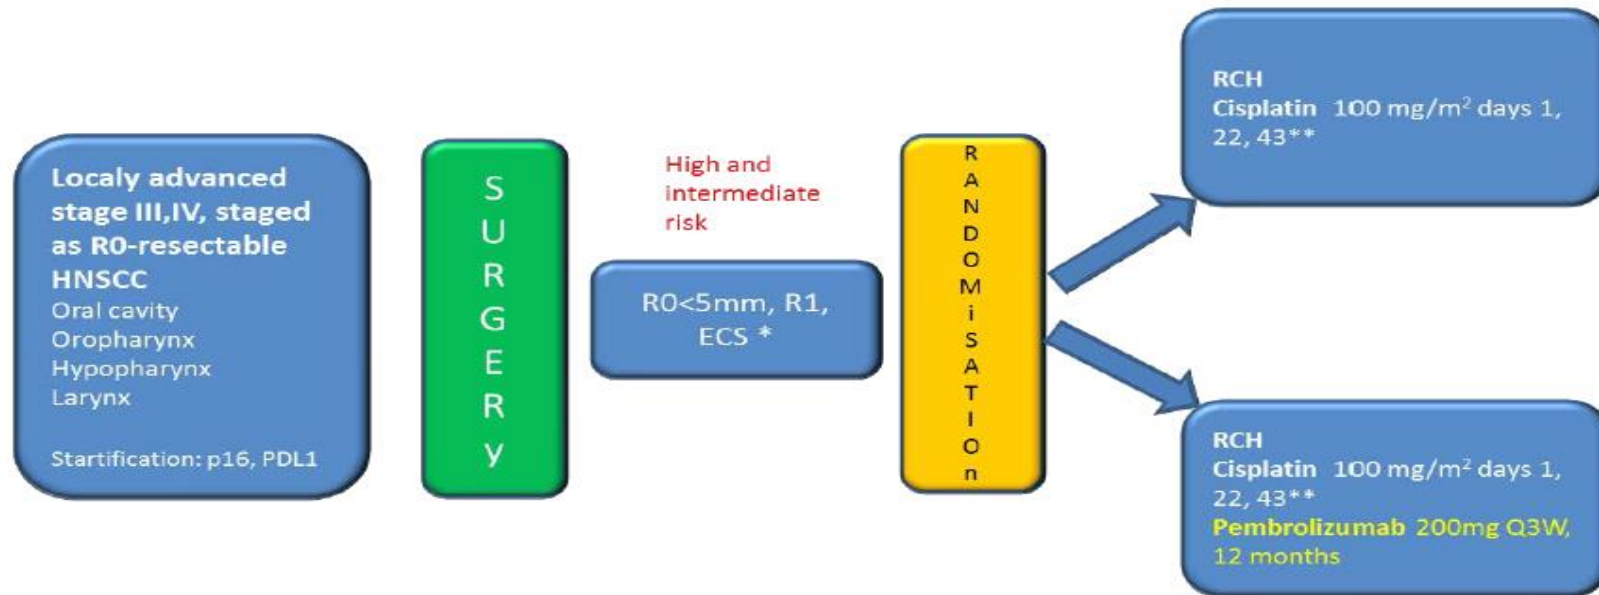 Localy advanced
stage III,IV, staged
as R0-resectable
HNSCC
Oral cavity
Oropharynx
Hypopharynx
Larynx
Startification: p16, PDL1
S
U
R
G
E
R
y
High and
intermediate
risk
R0<5mm, R1,
ECS *
R
A
N
D
O
M
i
S
A
T
I
O
n
RCH
Cisplatin 100 mg/m² days 1,
22, 43**
RCH
Cisplatin 100 mg/m² days 1,
22, 43**
Pembrolizumab 200mg Q3W,
12 months